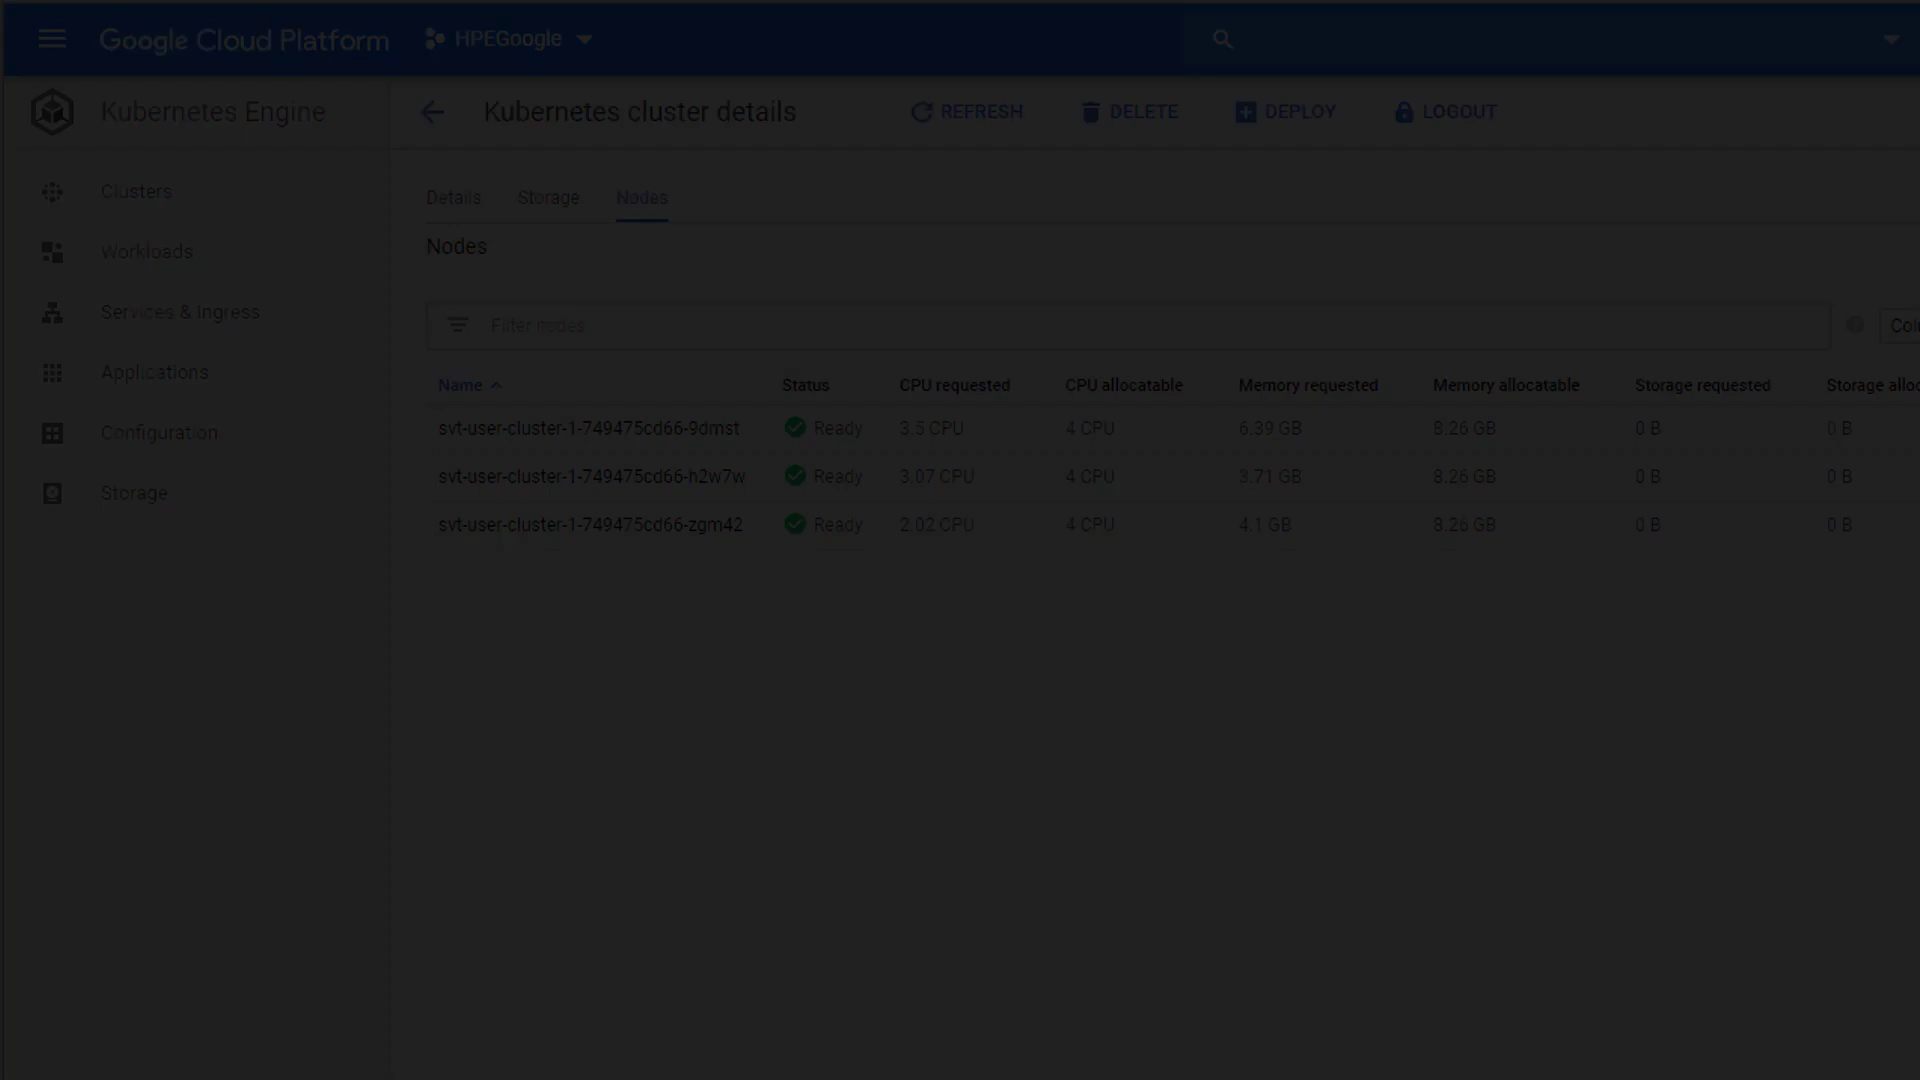 Google Cloud Platform HPEGoogle
Kubernetes Engine
Kubernetes cluster details REFRESH DELETE DEPLOY LOGOUT
Clusters
Workloads
Services & Ingress
Applications
Configuration
Storage
Details Storage Nodes
Nodes
Filter nodes
Name Status CPU requested CPU allocatable Memory requested Memory allocatable Storage requested Storage
svt-user-cluster-1-749475cd66-9dmst Ready 3.5 CPU 4 CPU 6.39 GB 8.26 GB 0 B 0 B
svt-user-cluster-1-749475cd66-h2w7w Ready 3.07 CPU 4 CPU 3.71 GB 8.26 GB 0 B 0 B
svt-user-cluster-1-749475cd66-zgm42 Ready 2.02 CPU 4 CPU 4.1 GB 8.26 GB 0 B 0 B